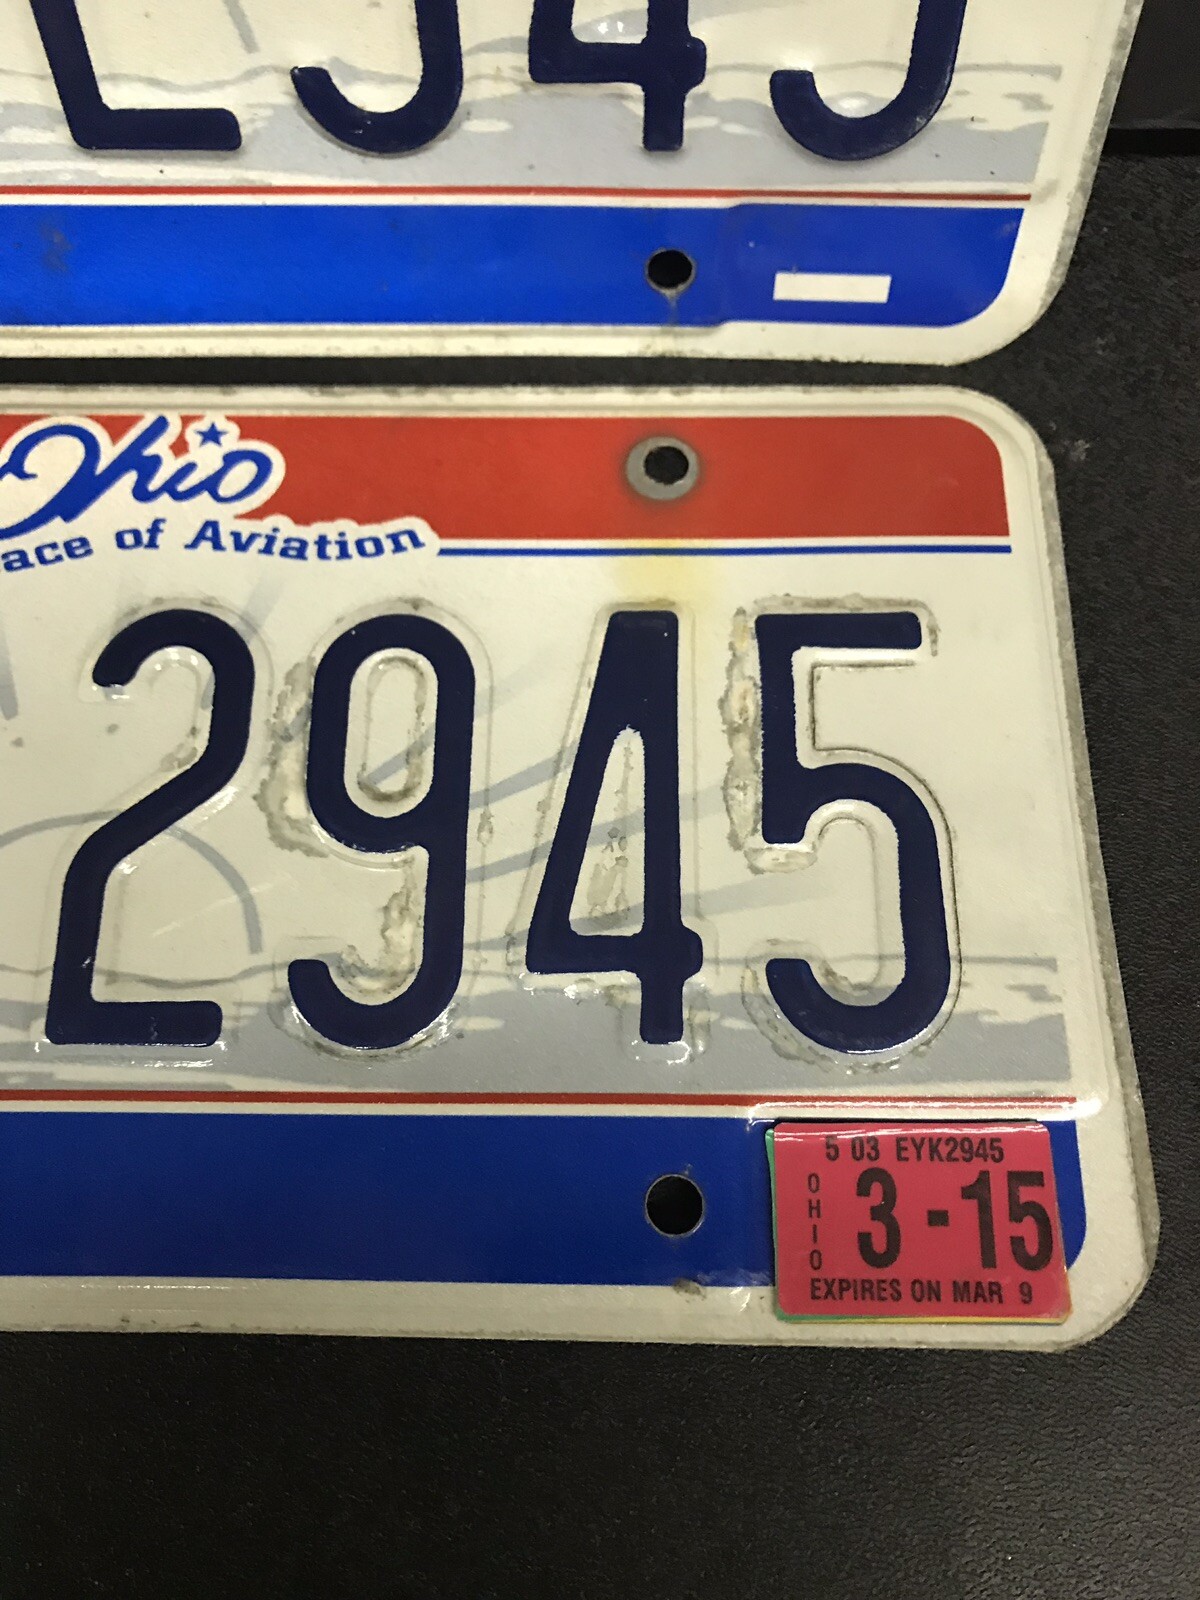 2945
Ohio
ace of Aviation
2945
5 03 EYK2945
OHIO
3-15
EXPIRES ON MAR 9